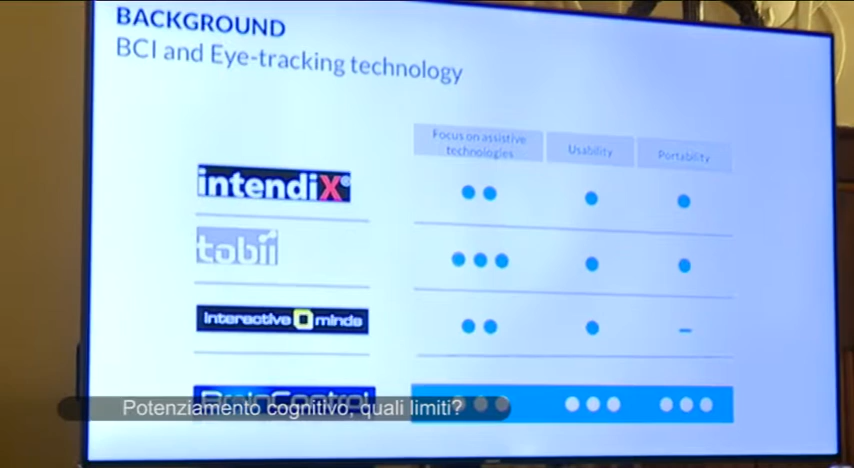 BACKGROUND
BCI and Eye-tracking technology
Focus on assistive
technologies
Usability
Portability
intendiX®
tobii
interactive minds
BrainControl
Potenziamento cognitivo, quali limiti?